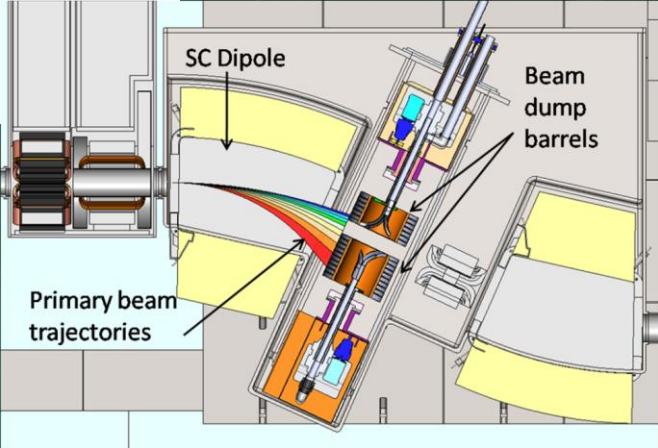 SC Dipole
Beam
dump
barrels
Primary beam
trajectories